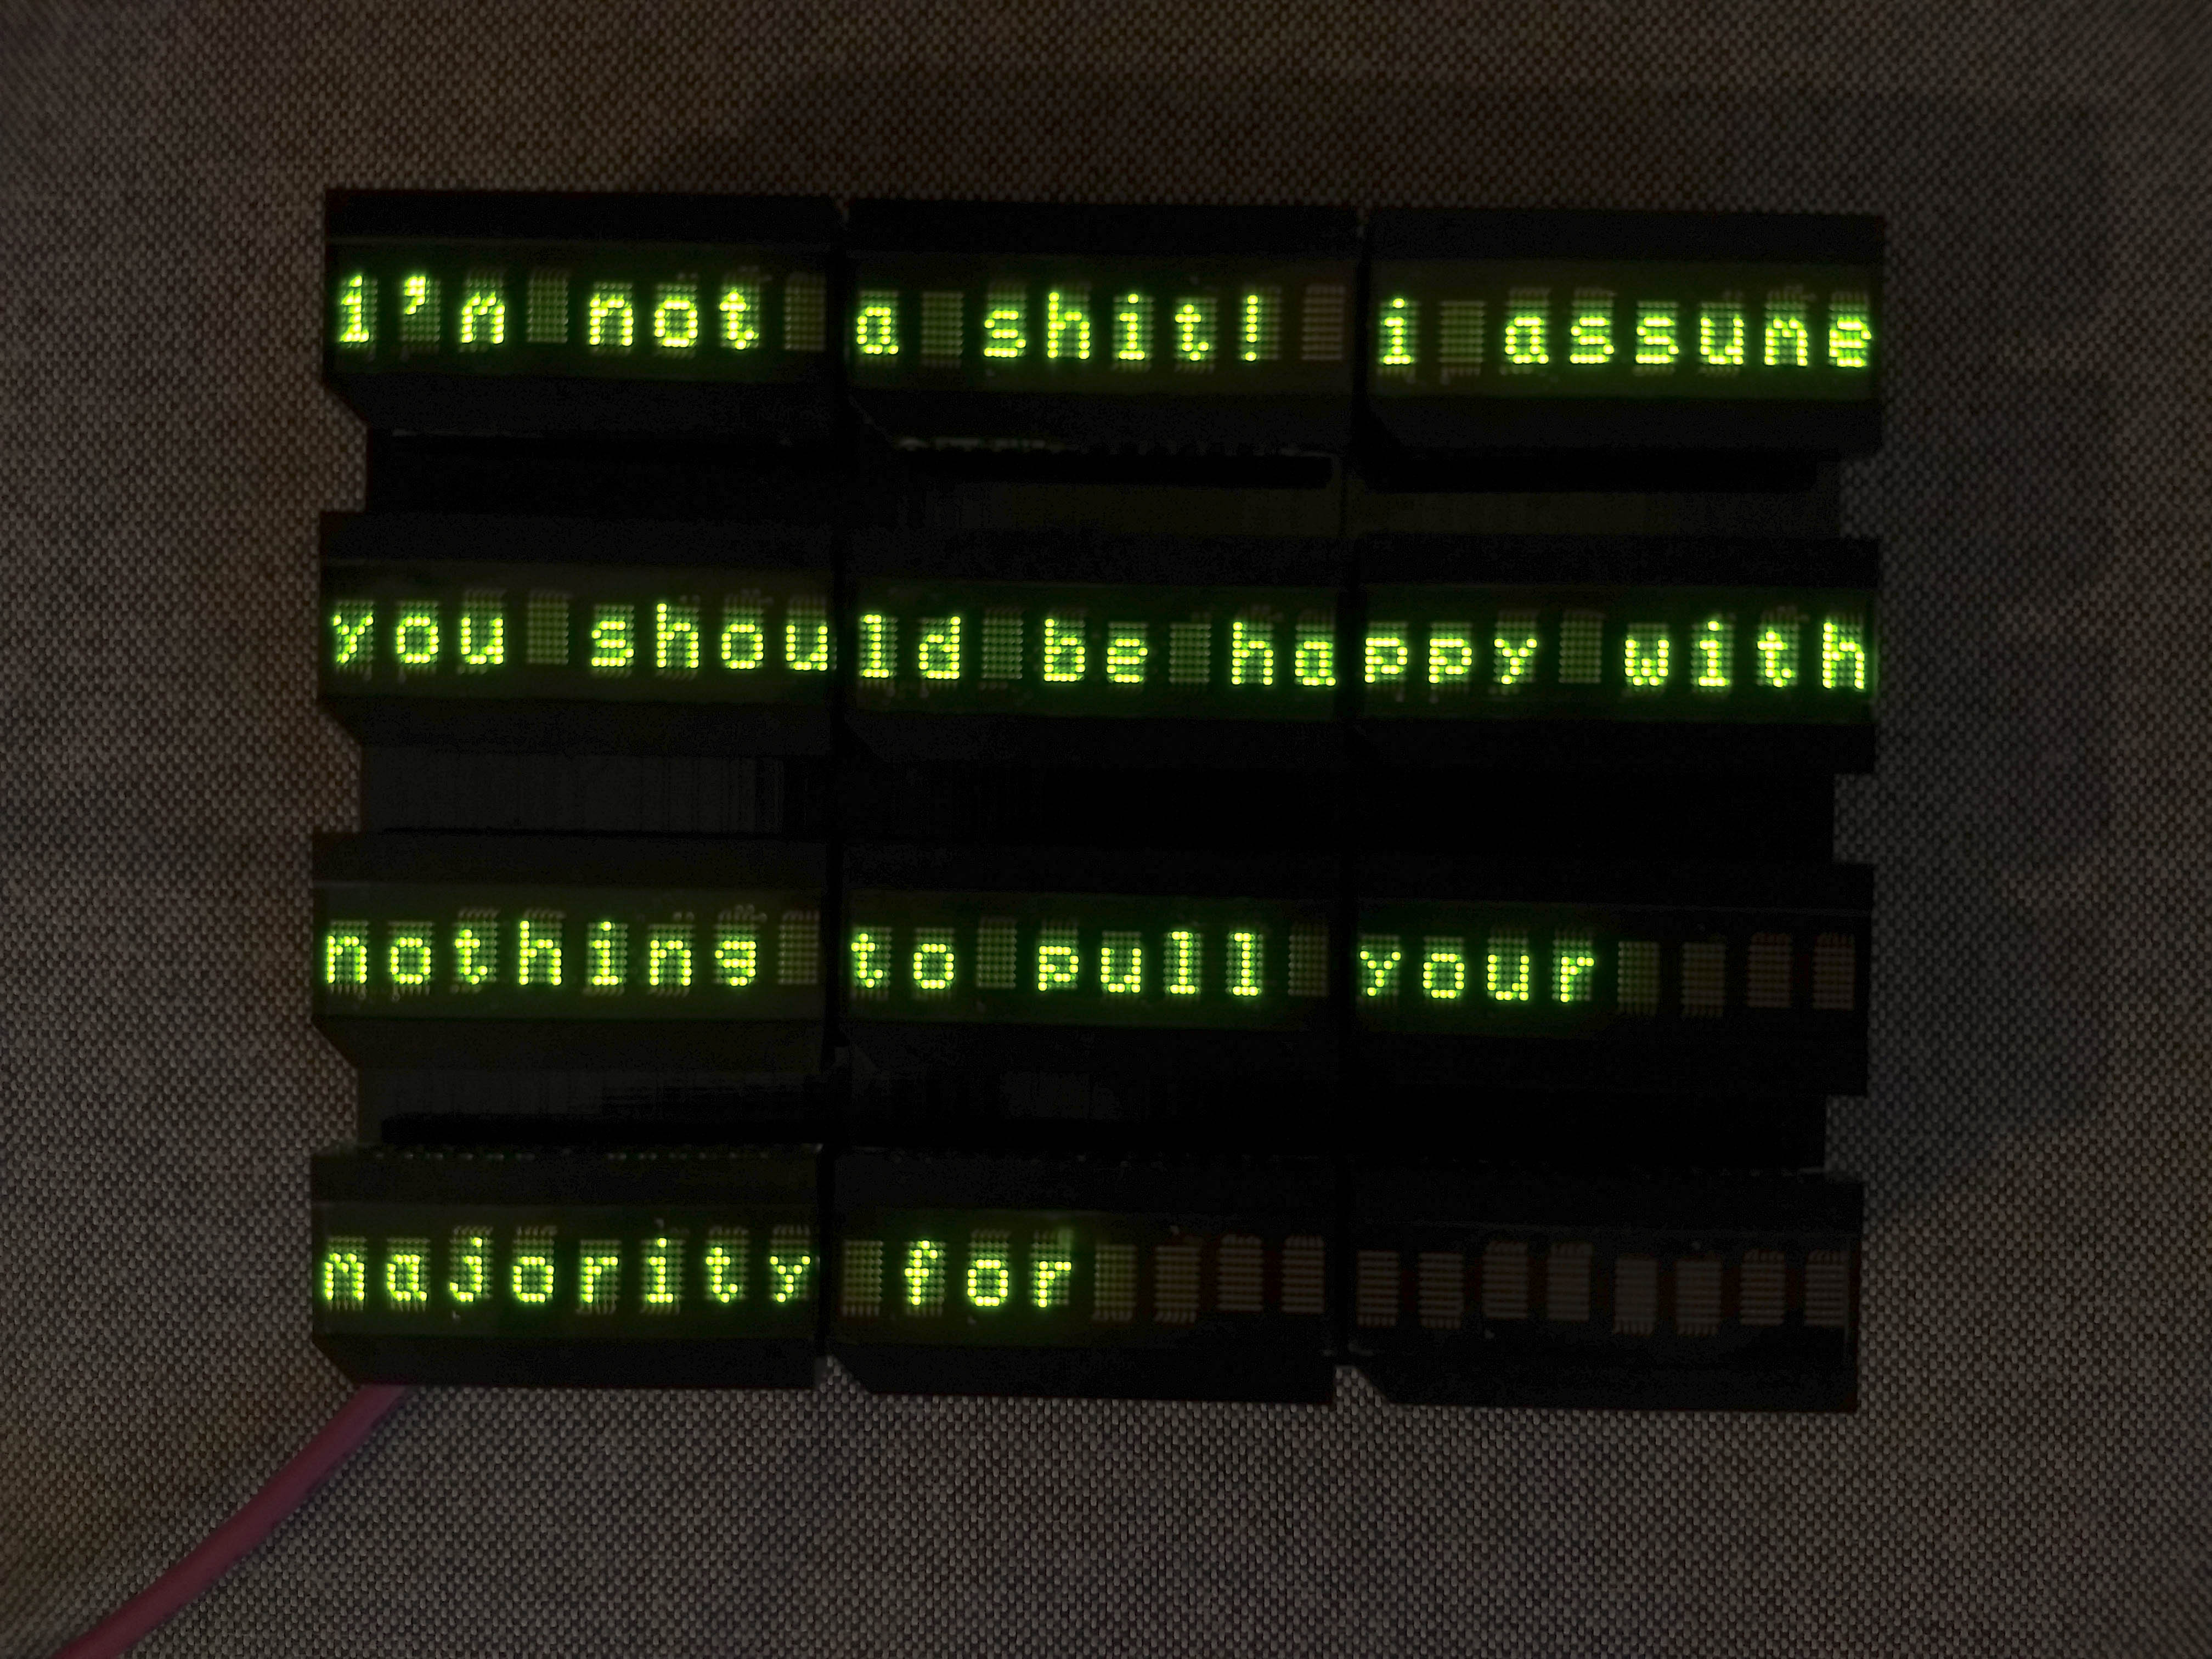 i'm not a shit! i assume
you should be happy with
nothing to pull your
majority for